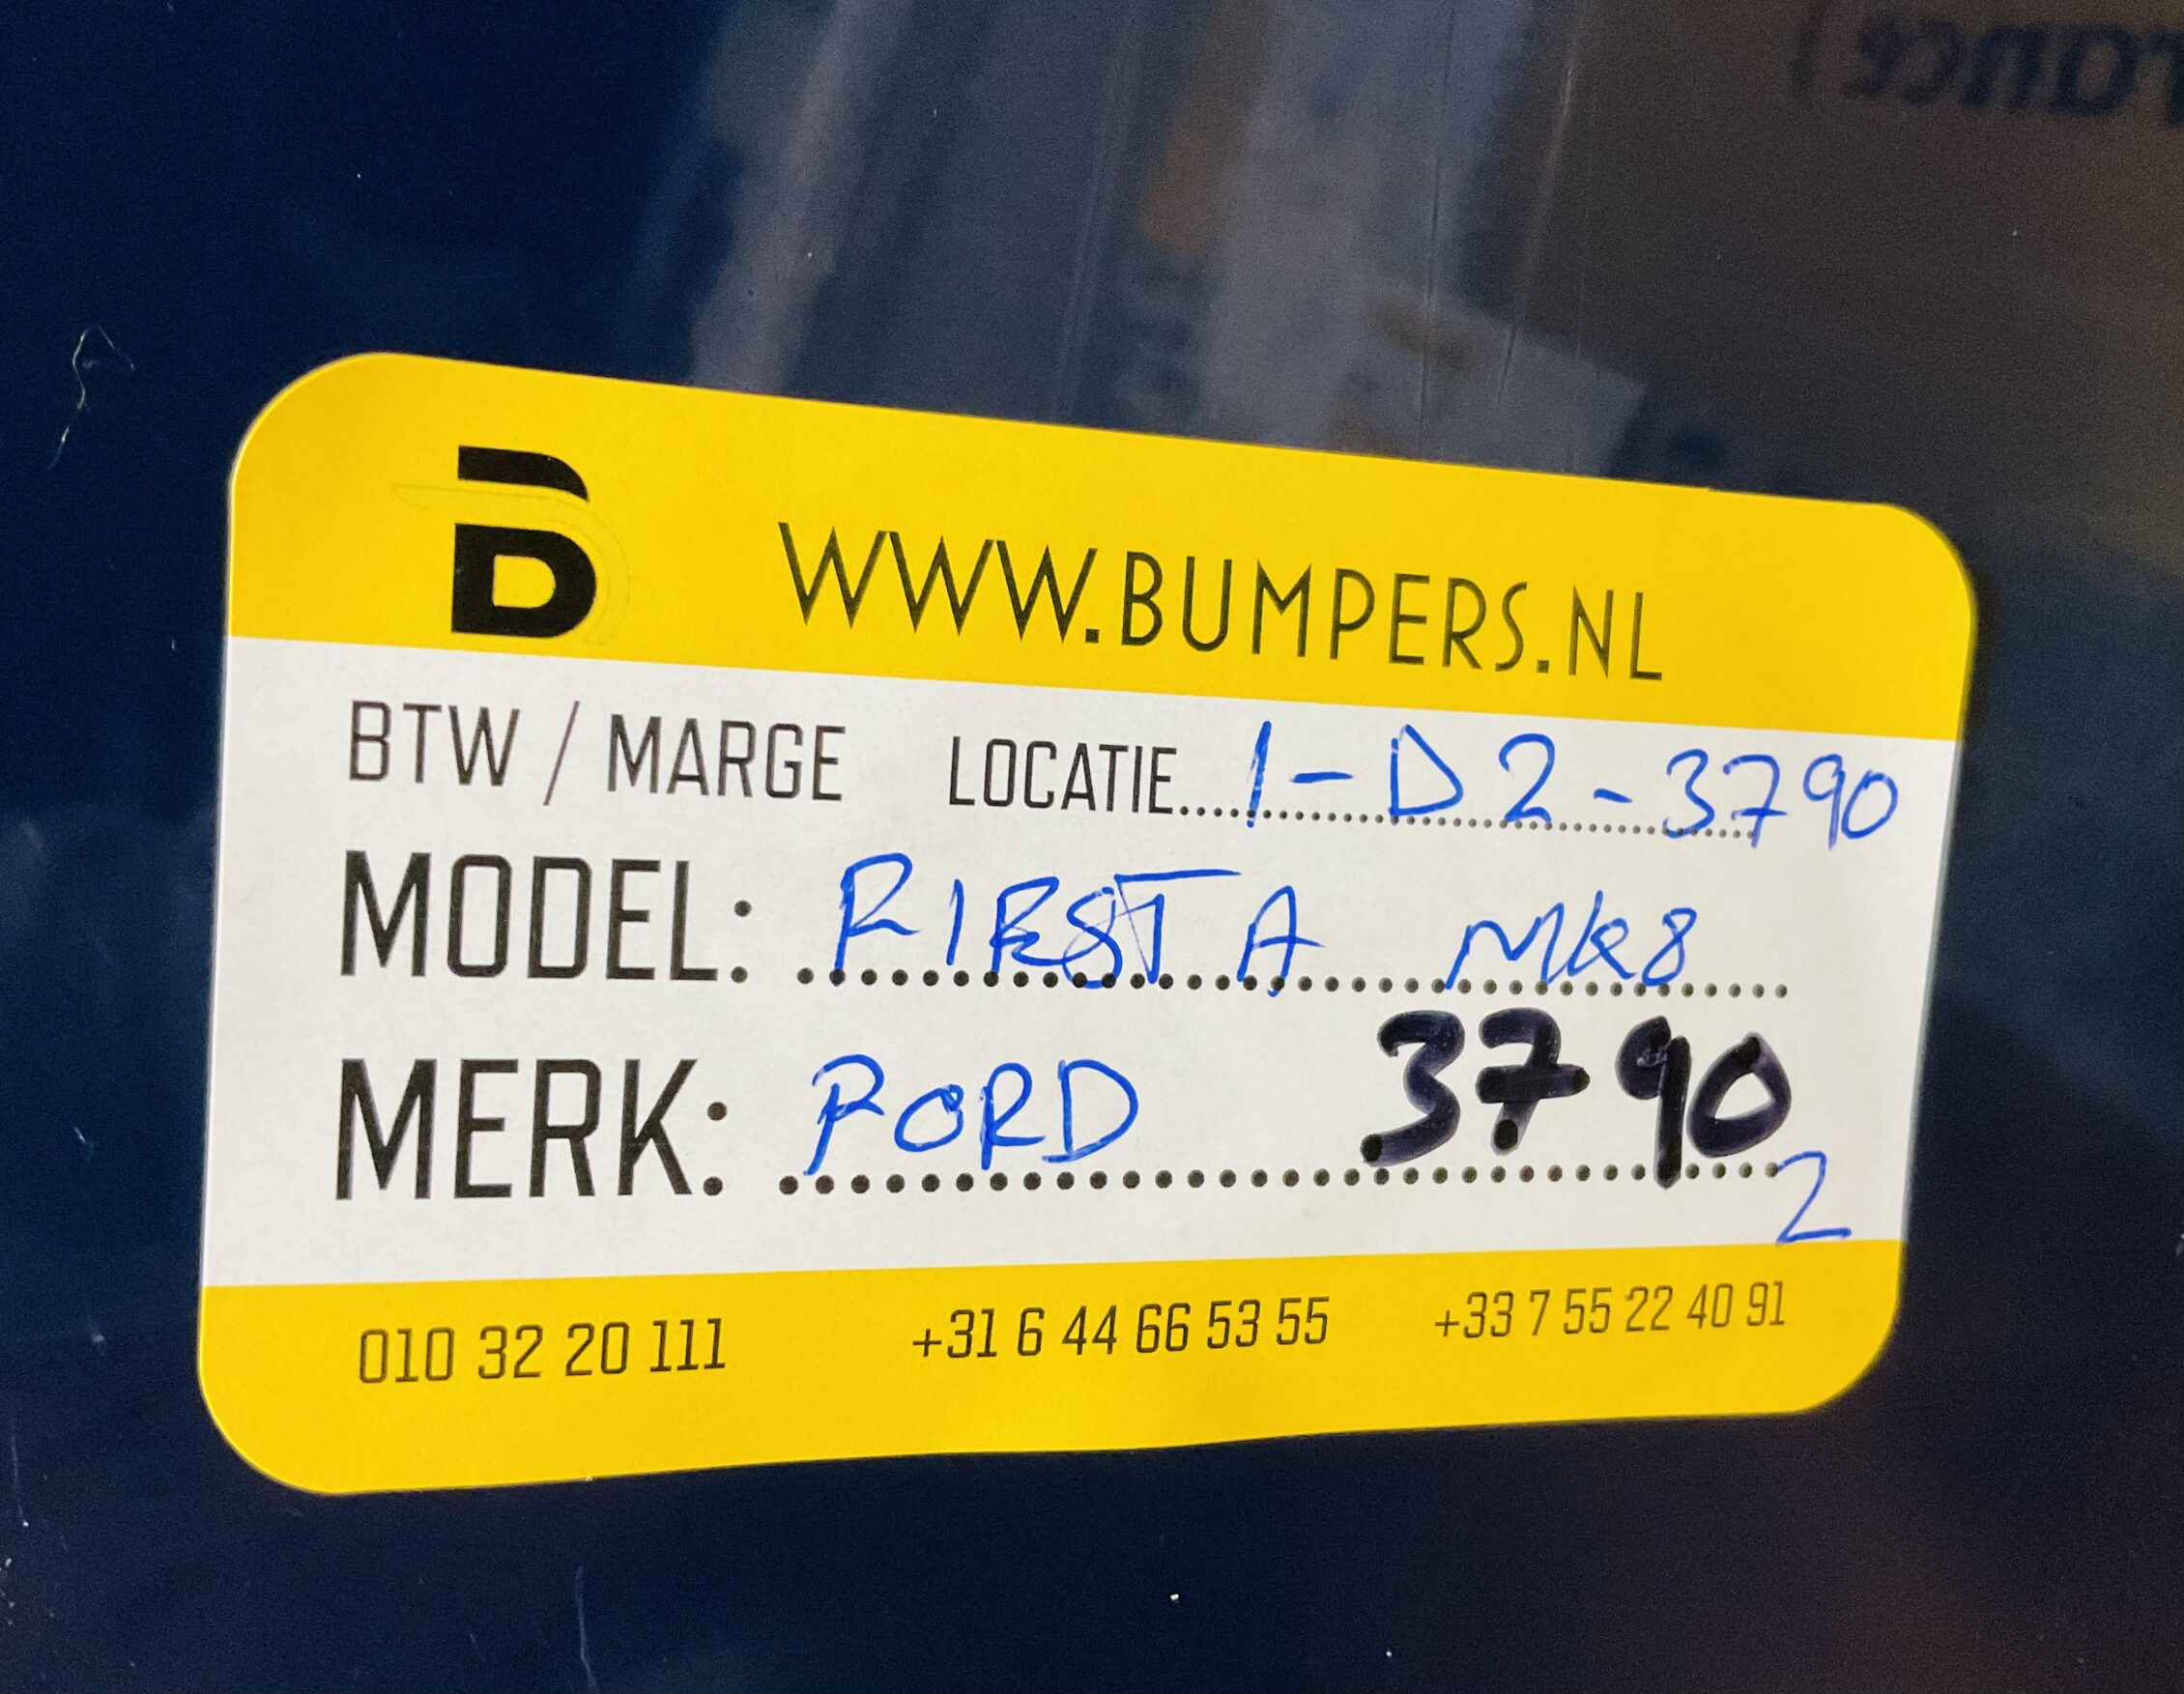 rance
B WWW.BUMPERS.NL
BTW / MARGE LOCATIE....1-D2-3790
MODEL: FIESTA MK8
MERK: FORD 3790
2
010 32 20 111 +31 6 44 66 53 55 +33 7 55 22 40 91